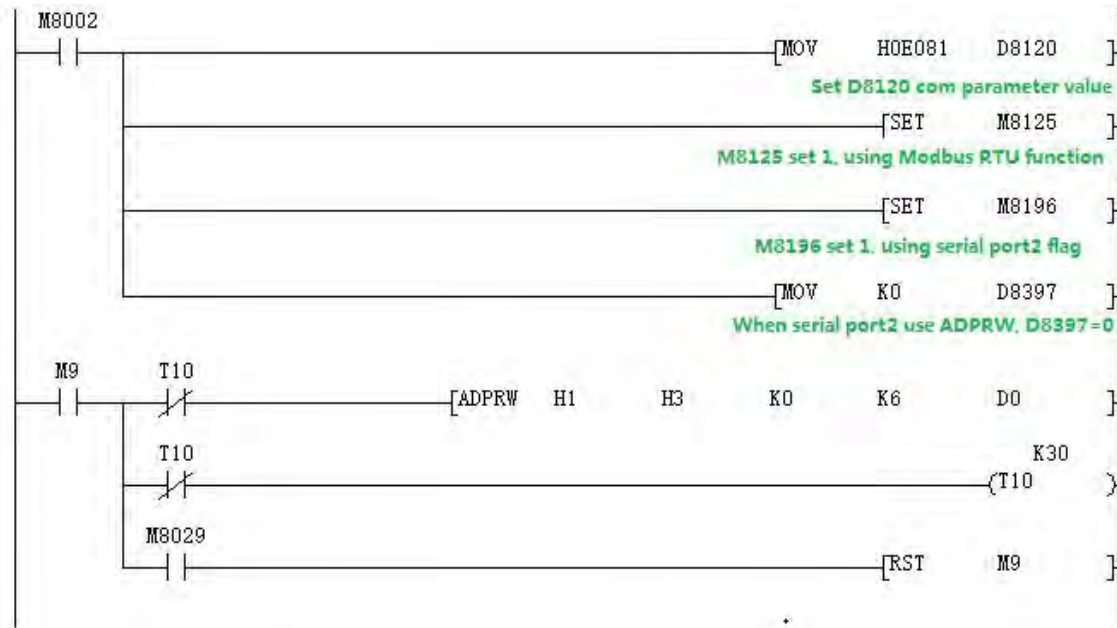 M8002
[MOV H0E081 D8120 ]
Set D8120 com parameter value
[SET M8125 ]
M8125 set 1, using Modbus RTU function
[SET M8196 ]
M8196 set 1, using serial port2 flag
[MOV K0 D8397 ]
When serial port2 use ADPRW, D8397=0
M9 T10
[ADPRW H1 H3 K0 K6 D0 ]
T10 K30
(T10 )
M8029
[RST M9 ]